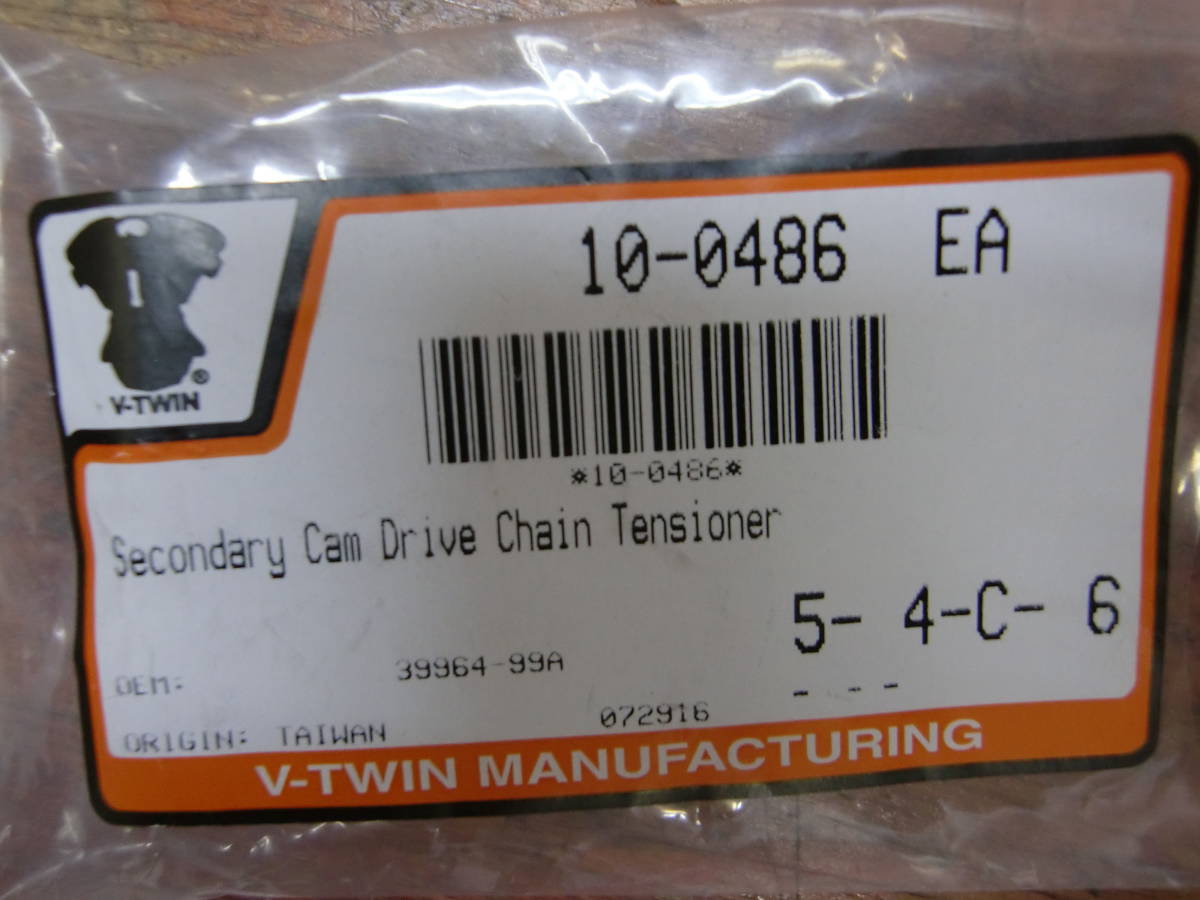 10-0486 EA
V-TWIN
®
*10-0486*
Secondary Cam Drive Chain Tensioner
5- 4-C- 6
OEM: 39964-99A
- - -
ORIGIN: TAIWAN 072916
V-TWIN MANUFACTURING